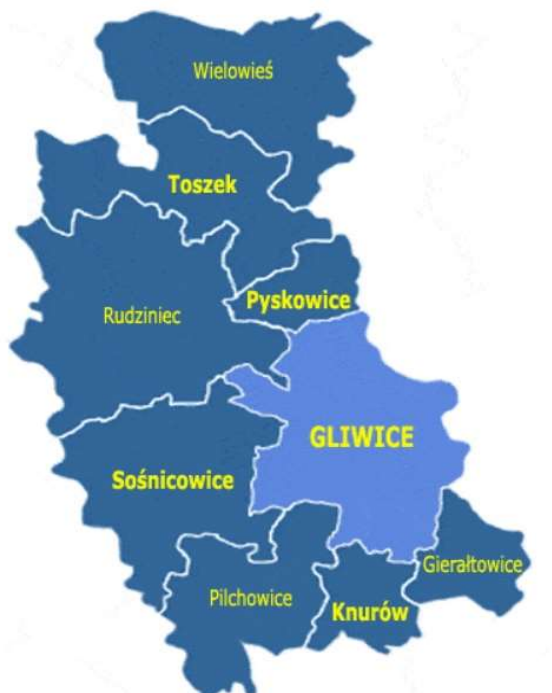 Wielowieś
Toszek
Pyskowice
Rudziniec
GLIWICE
Sośnicowice
Gierałtowice
Pilchowice
Knurów